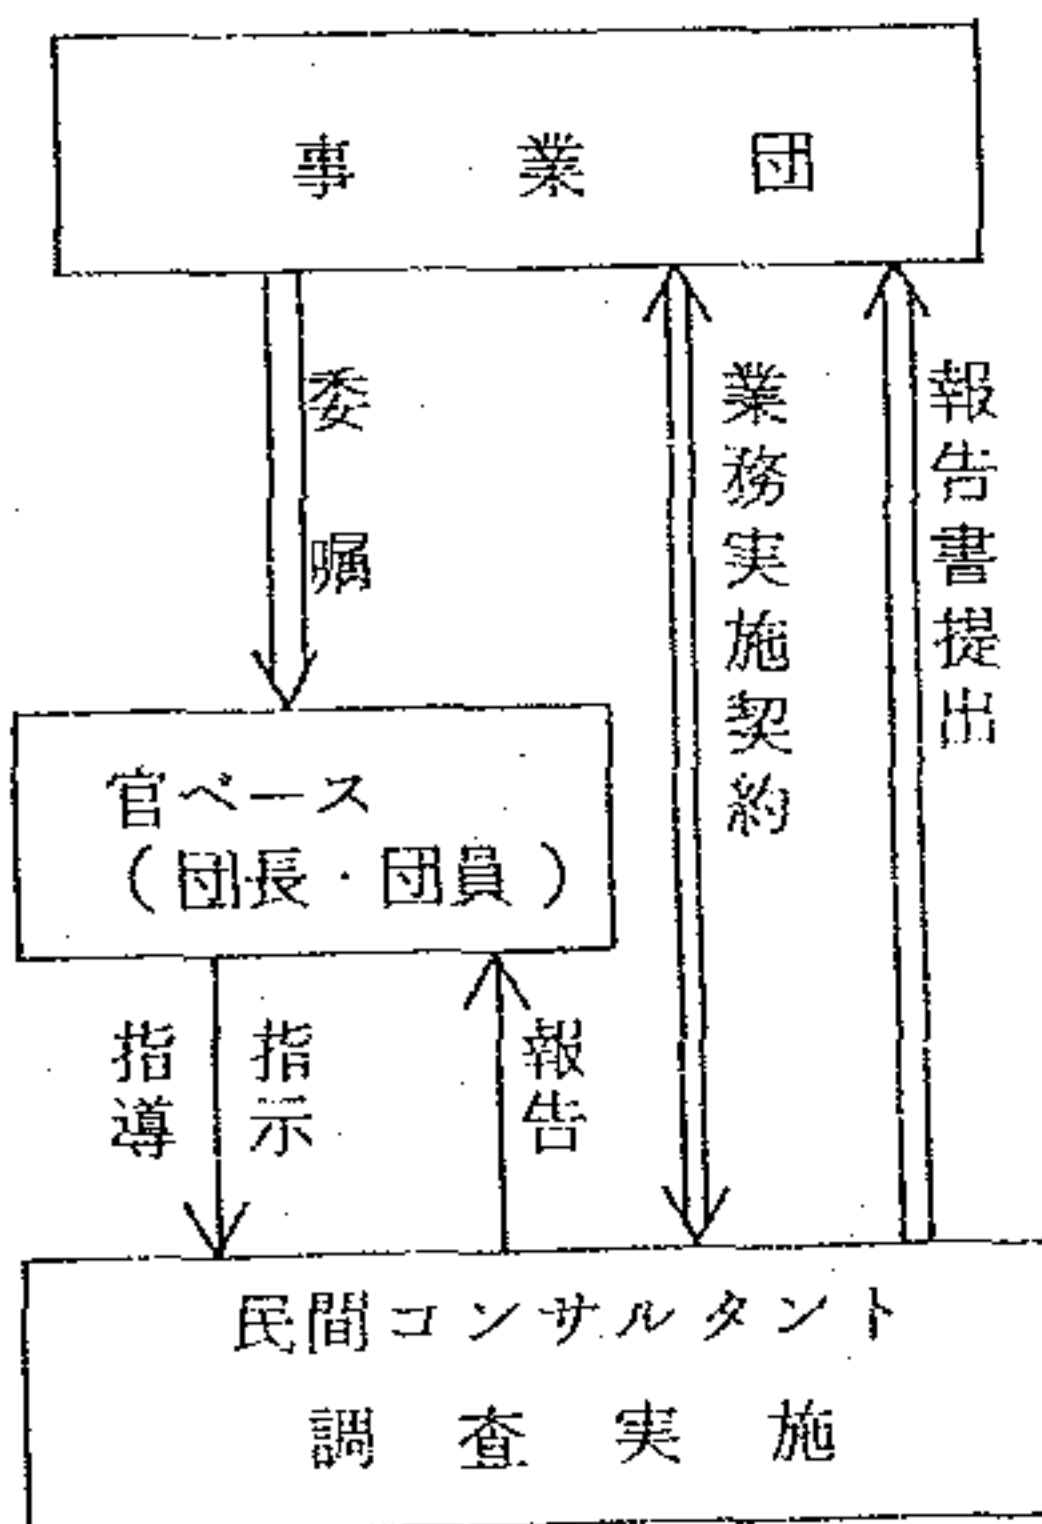 事業団
委嘱
業務実施契約
報告書提出
官ベース
(団長・団員)
指導
指示
報告
民間コンサルタント
調査実施